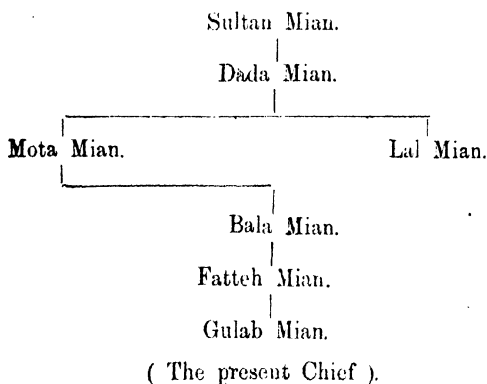 Sultan Mian.
Dada Mian.
Mota Mian. Lal Mian.
Bala Mian.
Fatteh Mian.
Gulab Mian.
( The present Chief ).